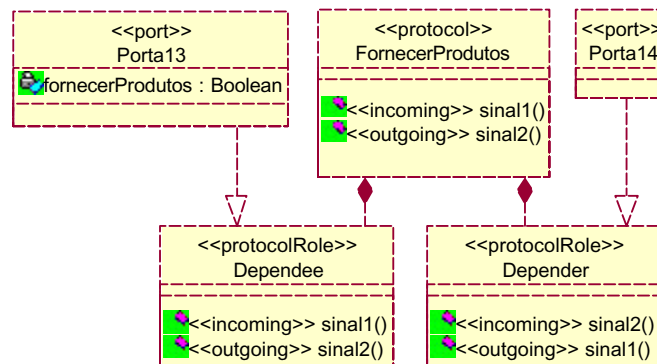 <<port>>
Porta13
fornecerProdutos : Boolean
<<protocol>>
FornecerProdutos
<<incoming>> sinal1()
<<outgoing>> sinal2()
<<port>>
Porta14
<<protocolRole>>
Dependee
<<incoming>> sinal1()
<<outgoing>> sinal2()
<<protocolRole>>
Depender
<<incoming>> sinal2()
<<outgoing>> sinal1()